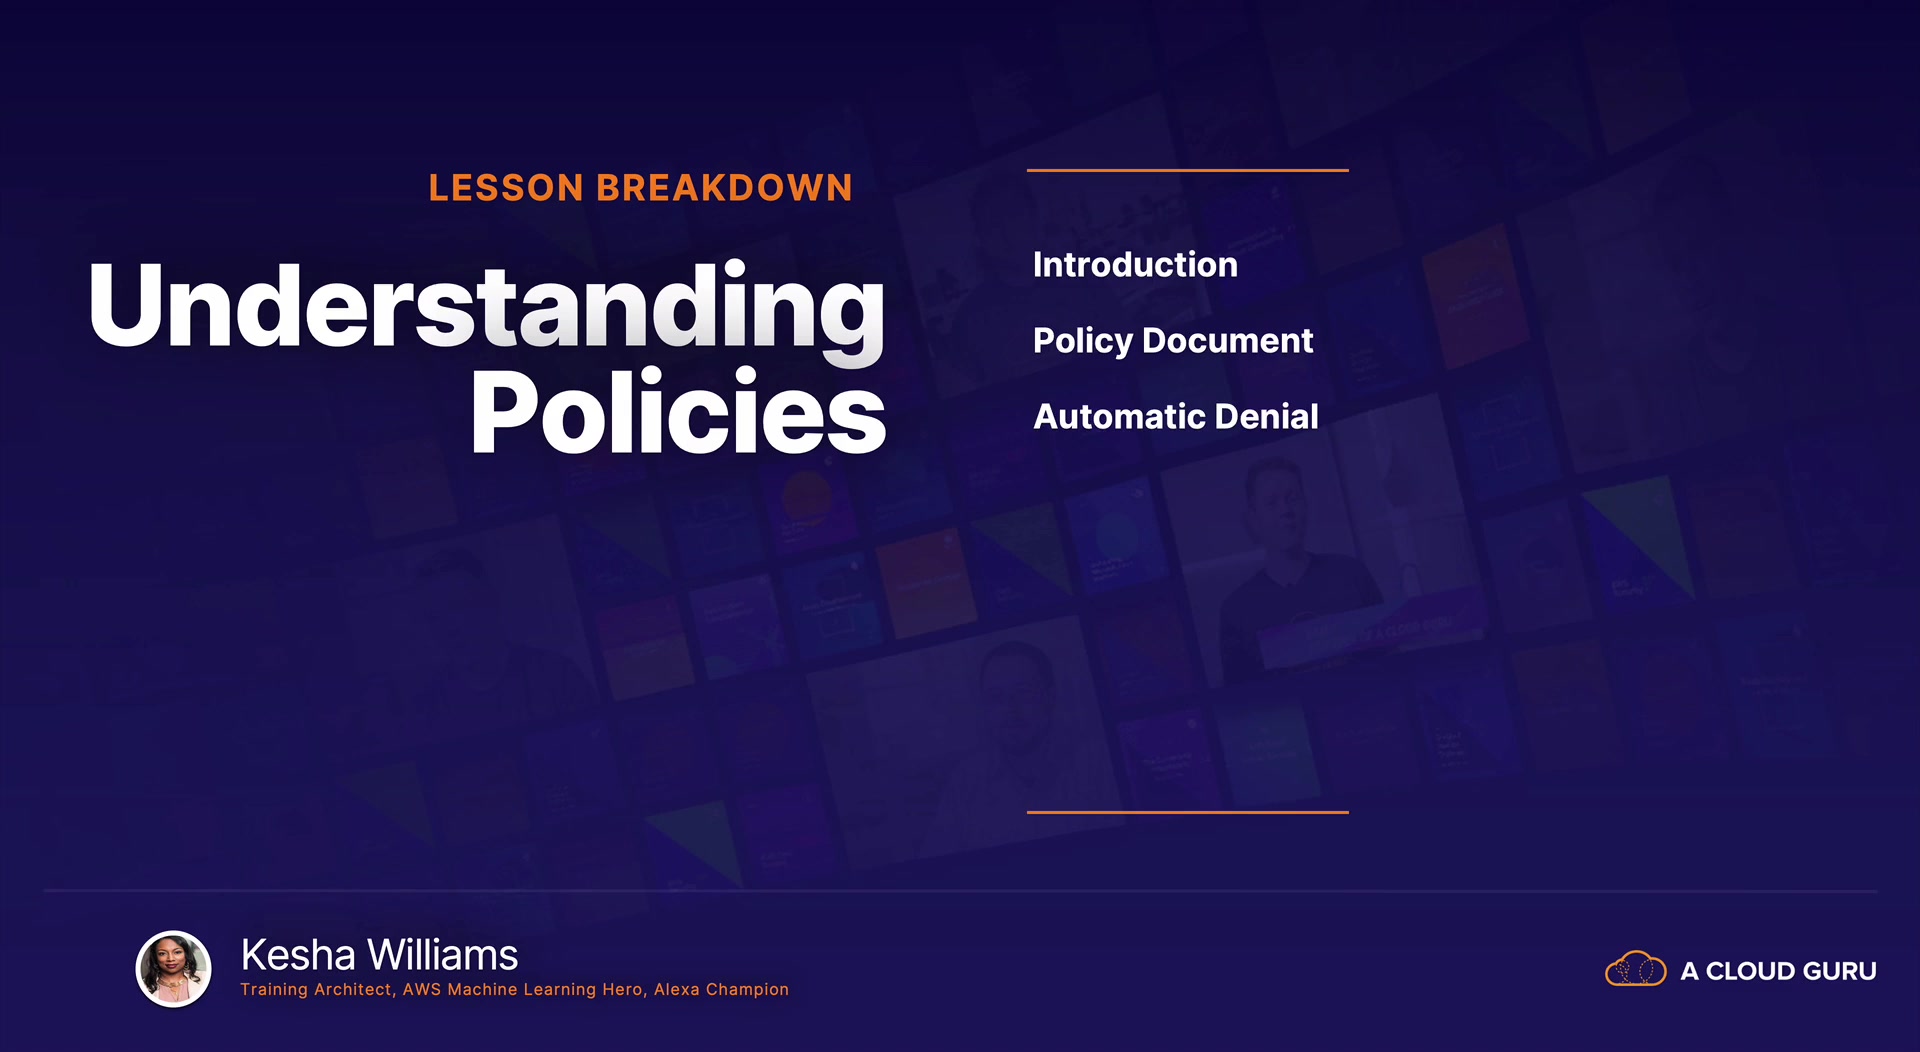 LESSON BREAKDOWN
Understanding
Policies
Introduction
Policy Document
Automatic Denial
Kesha Williams
Training Architect, AWS Machine Learning Hero, Alexa Champion
A CLOUD GURU